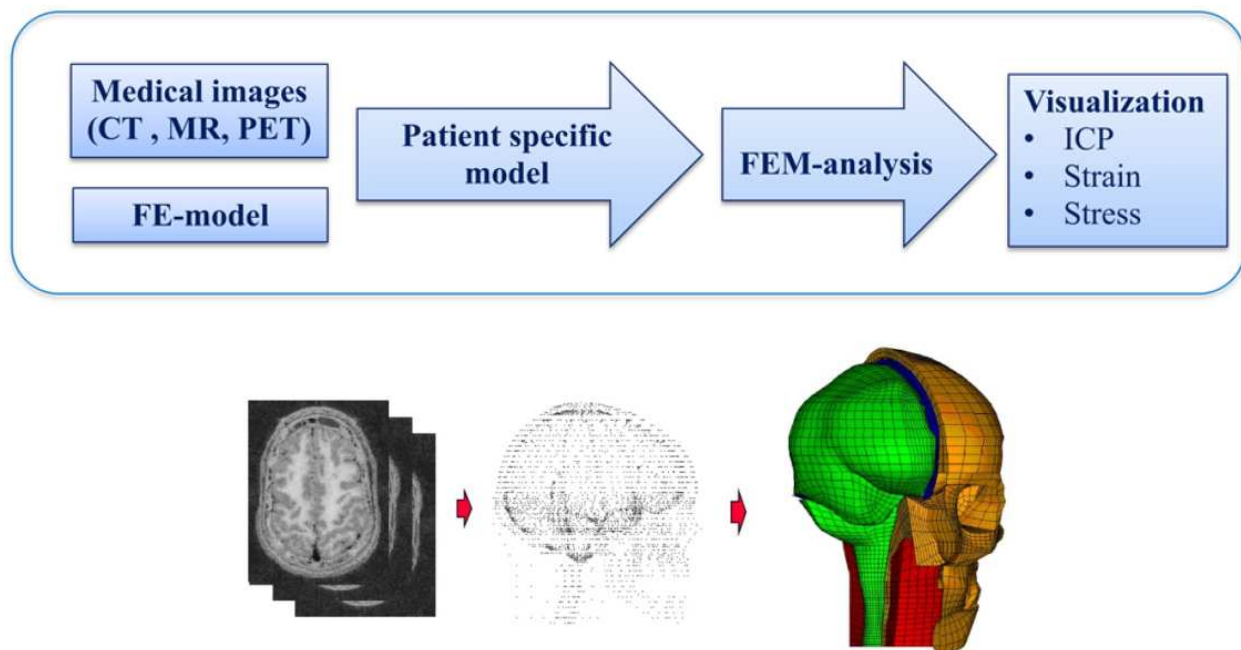 Medical images
(CT , MR, PET)
FE-model
Patient specific
model
FEM-analysis
Visualization
• ICP
• Strain
• Stress